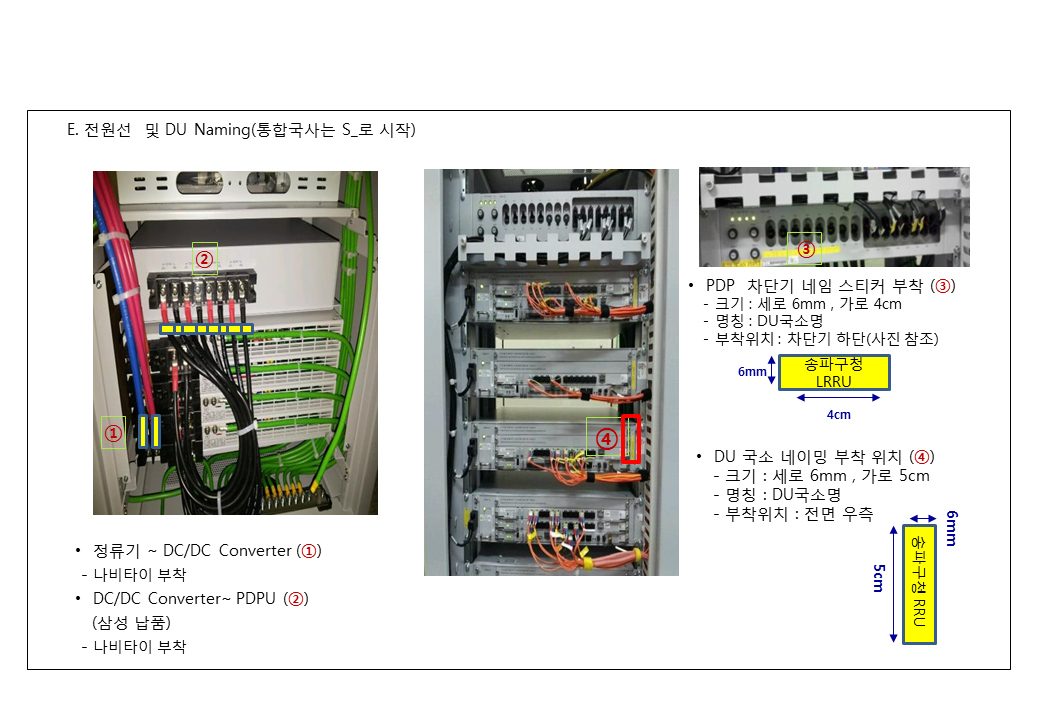 E. 전원선 및 DU Naming(통합국사는 S_로 시작)
②
①
• 정류기 ~ DC/DC Converter (①)
- 나비타이 부착
• DC/DC Converter~ PDPU (②)
(삼성 납품)
- 나비타이 부착
④
③
• PDP 차단기 네임 스티커 부착 (③)
- 크기 : 세로 6mm , 가로 4cm
- 명칭 : DU국소명
- 부착위치 : 차단기 하단(사진 참조)
6mm
송파구청
LRRU
4cm
• DU 국소 네이밍 부착 위치 (④)
- 크기 : 세로 6mm , 가로 5cm
- 명칭 : DU국소명
- 부착위치 : 전면 우측
6mm
5cm
송파구청 RRU